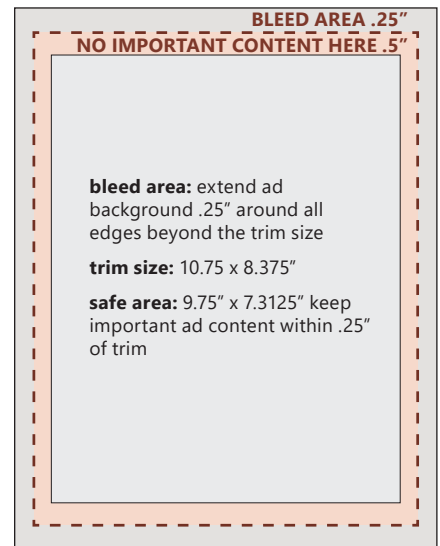 BLEED AREA .25″
NO IMPORTANT CONTENT HERE .5″
bleed area: extend ad
background .25″ around all
edges beyond the trim size
trim size: 10.75 x 8.375″
safe area: 9.75″ x 7.3125″ keep
important ad content within .25″
of trim